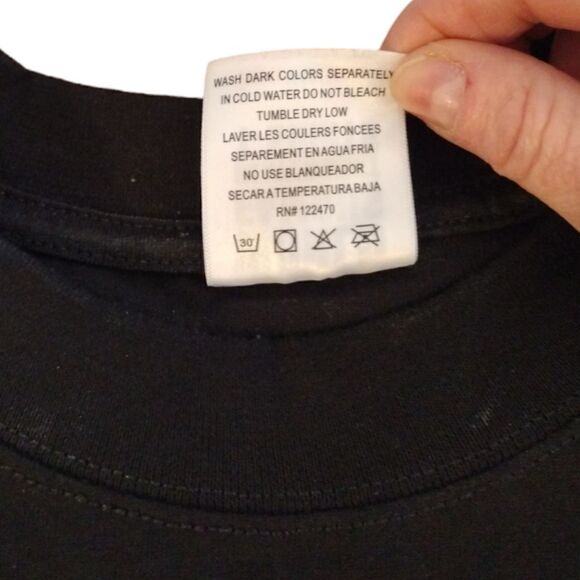 WASH DARK COLORS SEPARATELY
IN COLD WATER DO NOT BLEACH
TUMBLE DRY LOW
LAVER LES COULERS FONCEES
SEPAREMENT EN AGUA FRIA
NO USE BLANQUEADOR
SECAR A TEMPERATURA BAJA
RN# 122470
30°